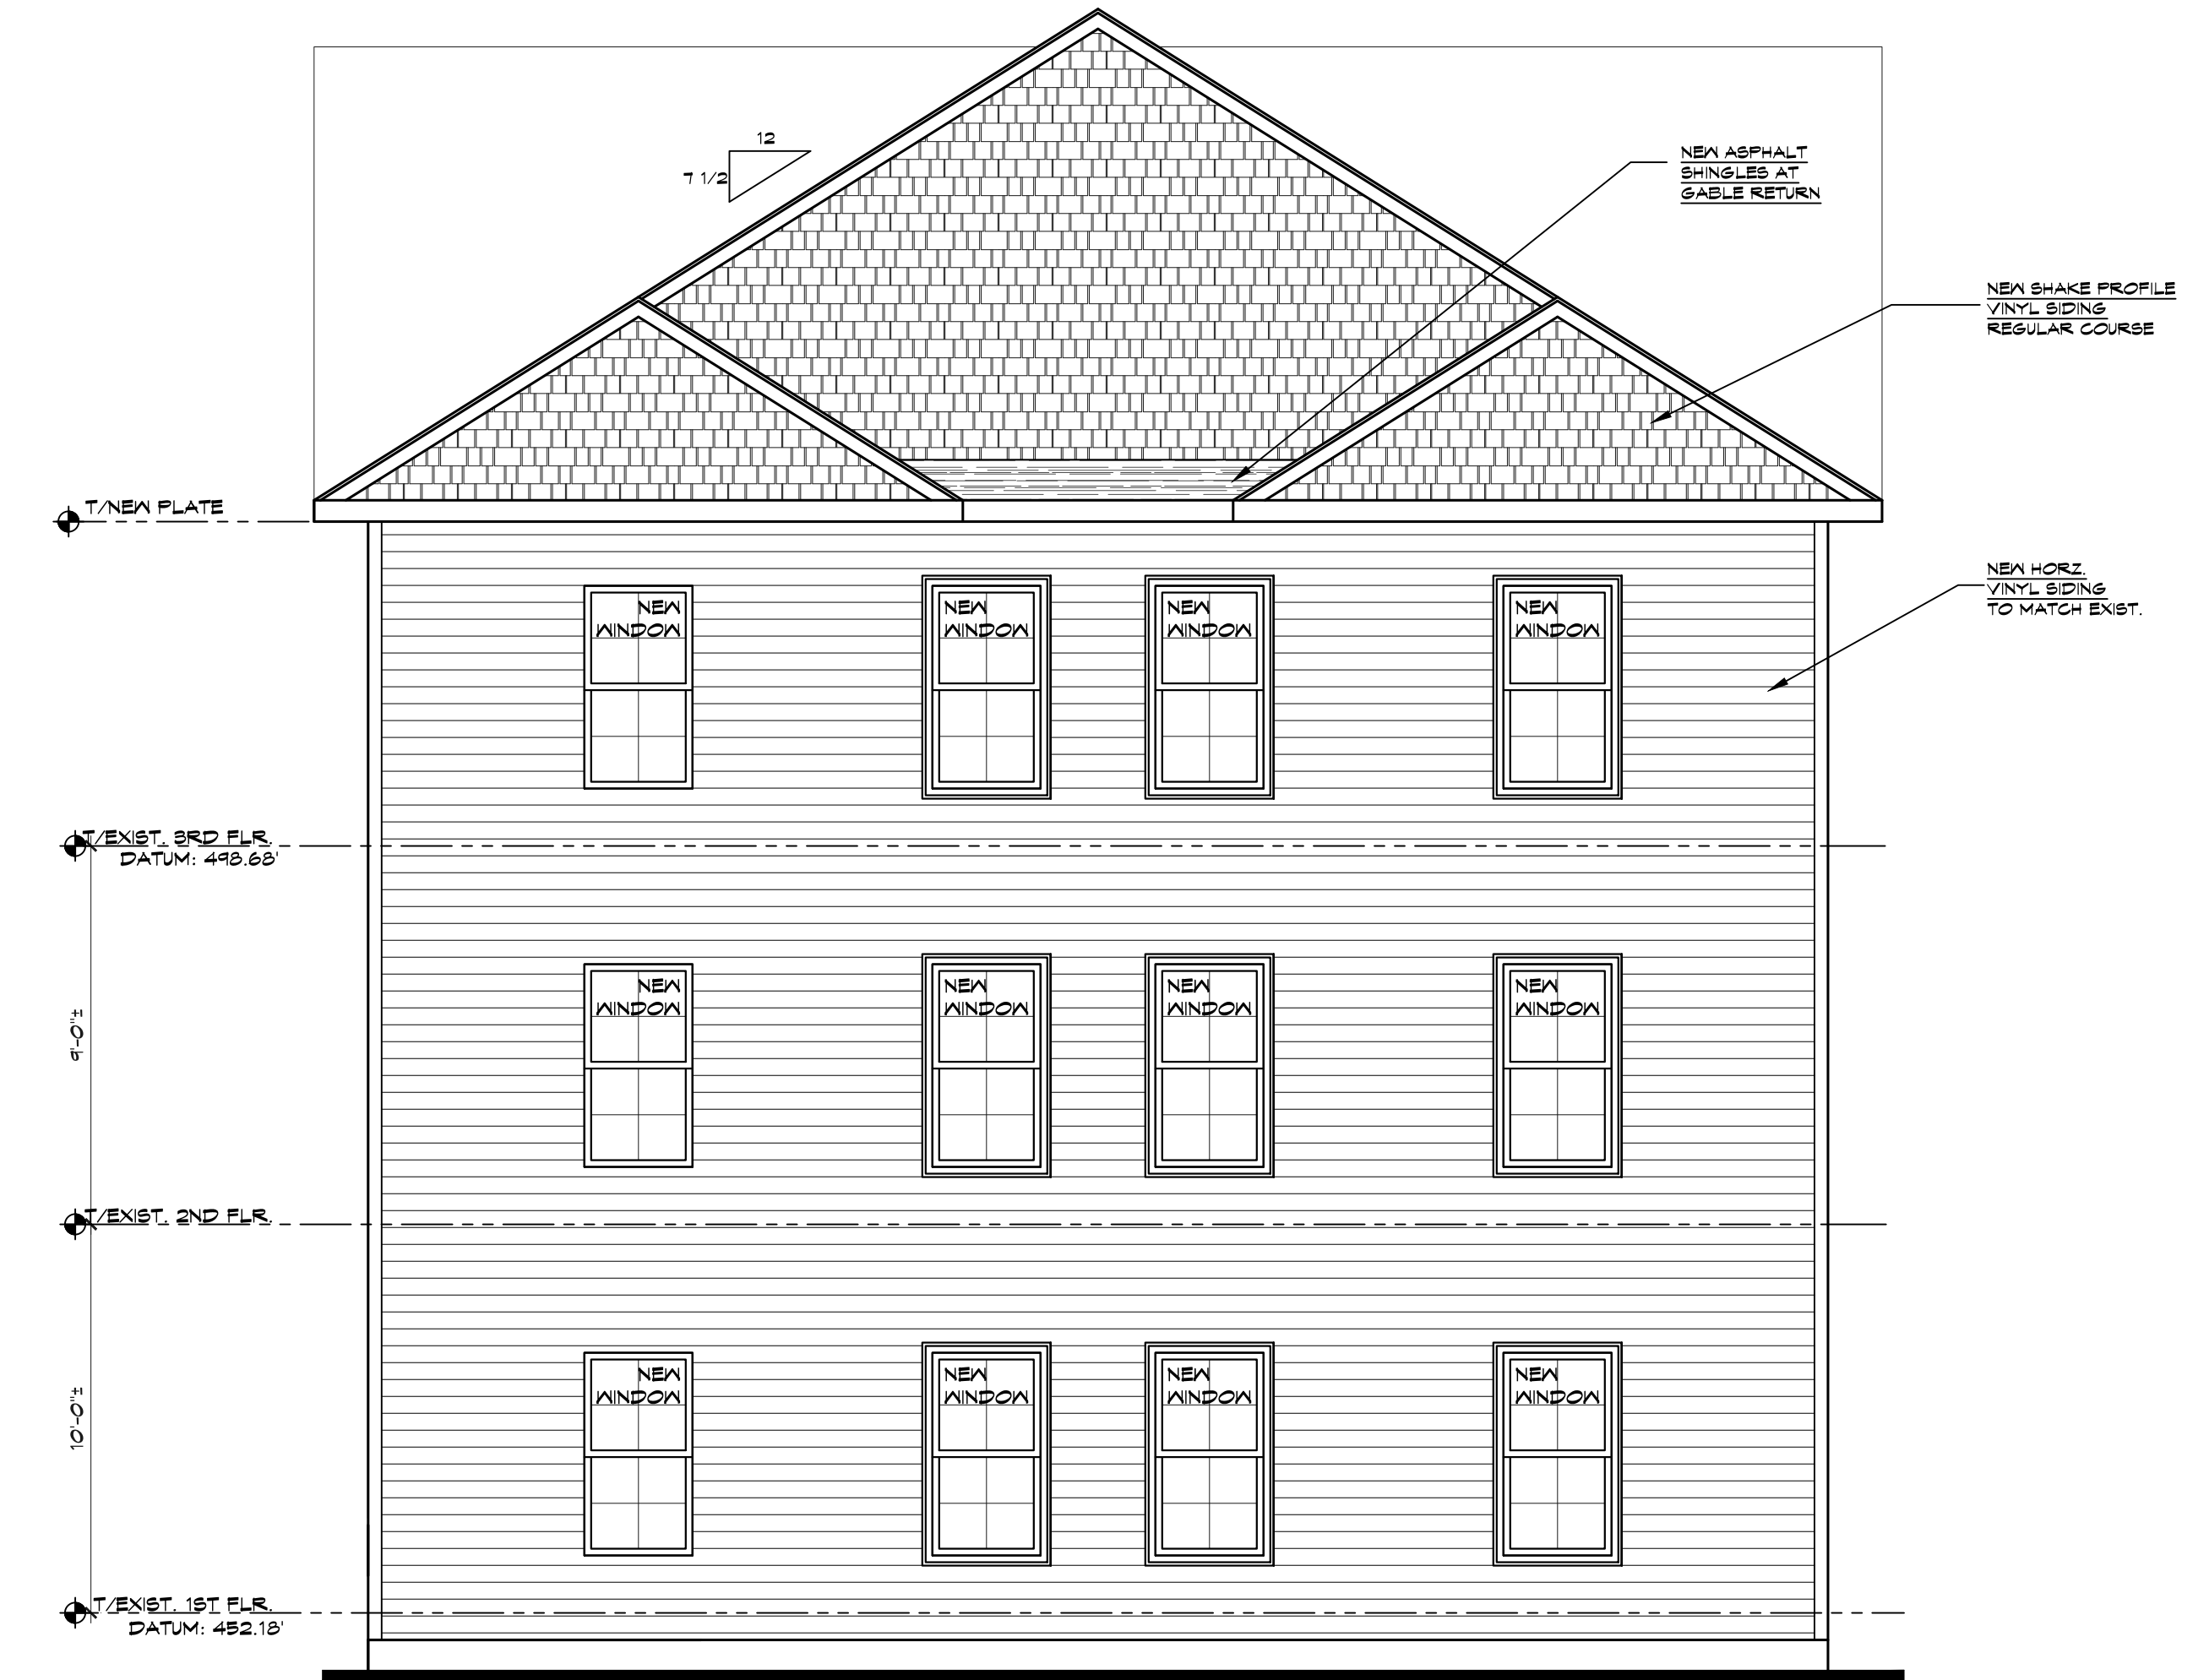 12
7 1/2
NEW ASPHALT
SHINGLES AT
GABLE RETURN
NEW SHAKE PROFILE
VINYL SIDING
REGULAR COURSE
T/NEW PLATE
NEW HORZ.
VINYL SIDING
TO MATCH EXIST.
NEW
WINDOW
NEW
WINDOW
NEW
WINDOW
NEW
WINDOW
T/EXIST. 3RD FLR.
DATUM: 498.68'
9'-0"±
NEW
WINDOW
NEW
WINDOW
NEW
WINDOW
NEW
WINDOW
T/EXIST. 2ND FLR.
10'-0"±
NEW
WINDOW
NEW
WINDOW
NEW
WINDOW
NEW
WINDOW
T/EXIST. 1ST FLR.
DATUM: 452.18'